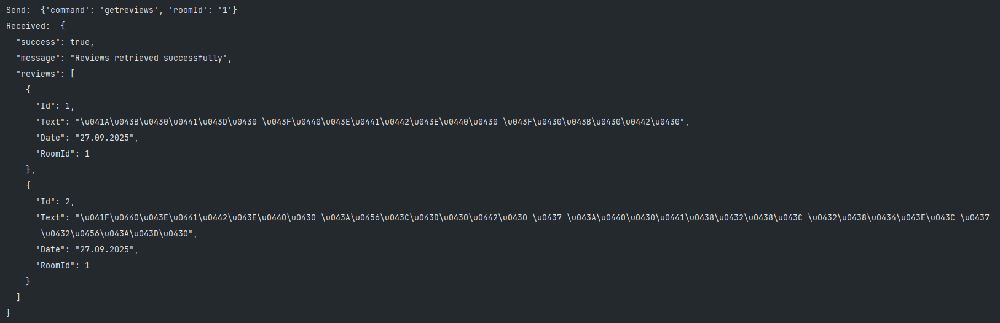 Send:  {'command': 'getreviews', 'roomId': '1'}
Received:  {
  "success": true,
  "message": "Reviews retrieved successfully",
  "reviews": [
    {
      "Id": 1,
      "Text": "\u041A\u043B\u0430\u0441\u043D\u0430 \u043F\u0440\u043E\u0441\u0442\u043E\u0440\u0430 \u043F\u0430\u043B\u0430\u0442\u0430",
      "Date": "27.09.2025",
      "RoomId": 1
    },
    {
      "Id": 2,
      "Text": "\u041F\u0440\u043E\u0441\u0442\u043E\u0440\u0430 \u043A\u0456\u043C\u043D\u0430\u0442\u0430 \u0437 \u043A\u0440\u0430\u0441\u0438\u0432\u0438\u043C \u0432\u0438\u0434\u043E\u043C \u0437
       \u0432\u0456\u043A\u043D\u0430",
      "Date": "27.09.2025",
      "RoomId": 1
    }
  ]
}